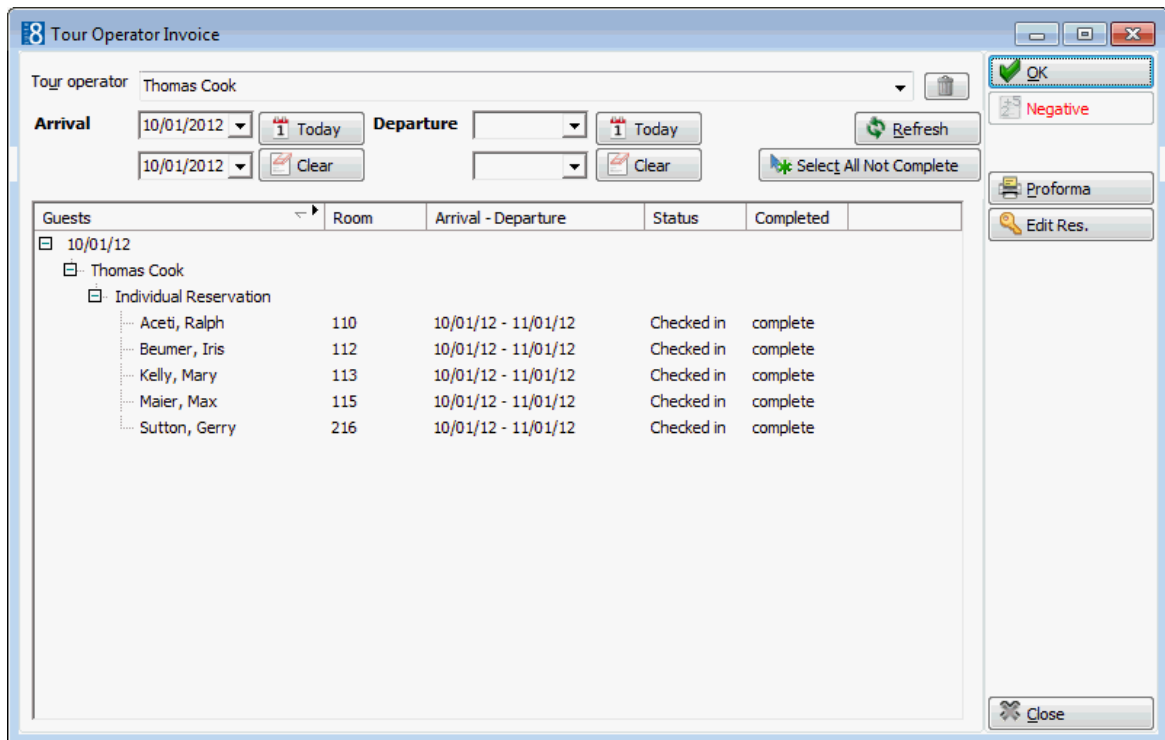 8 Tour Operator Invoice
Tour operator Thomas Cook
OK
Negative
Arrival 10/01/2012 1 Today Departure 1 Today Refresh
10/01/2012 Clear Clear Select All Not Complete
Proforma
Edit Res.
Guests Room Arrival - Departure Status Completed
10/01/12
Thomas Cook
Individual Reservation
Aceti, Ralph 110 10/01/12 - 11/01/12 Checked in complete
Beumer, Iris 112 10/01/12 - 11/01/12 Checked in complete
Kelly, Mary 113 10/01/12 - 11/01/12 Checked in complete
Maier, Max 115 10/01/12 - 11/01/12 Checked in complete
Sutton, Gerry 216 10/01/12 - 11/01/12 Checked in complete
Close